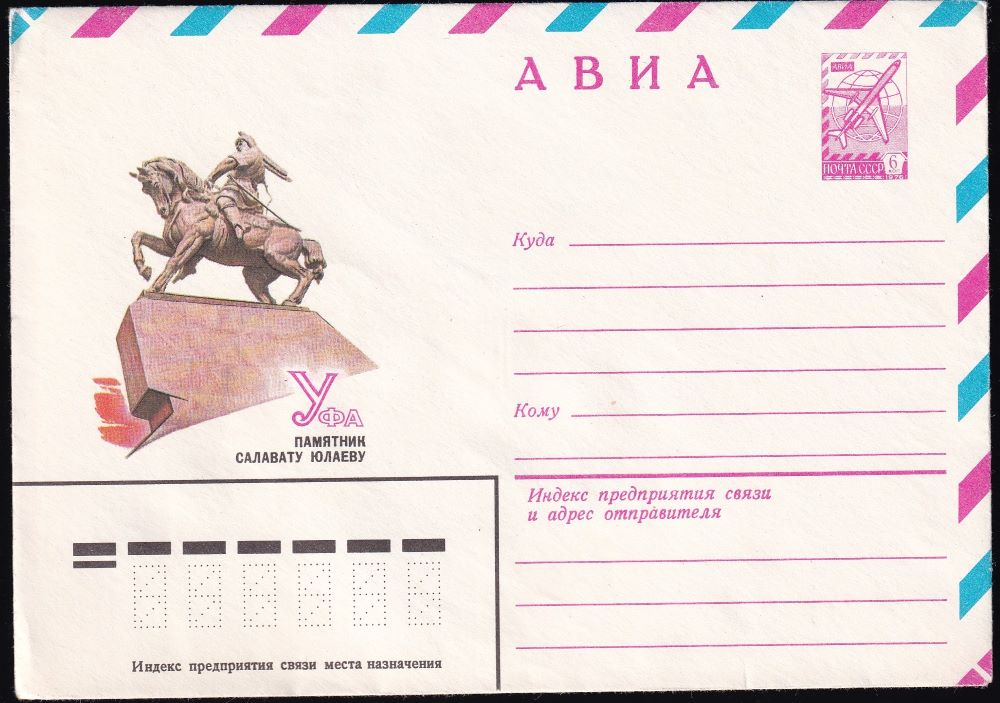 АВИА
АВИА
ПОЧТА СССР
6
1976
Куда
Уфа
ПАМЯТНИК
САЛАВАТУ ЮЛАЕВУ
Кому
Индекс предприятия связи
и адрес отправителя
Индекс предприятия связи места назначения